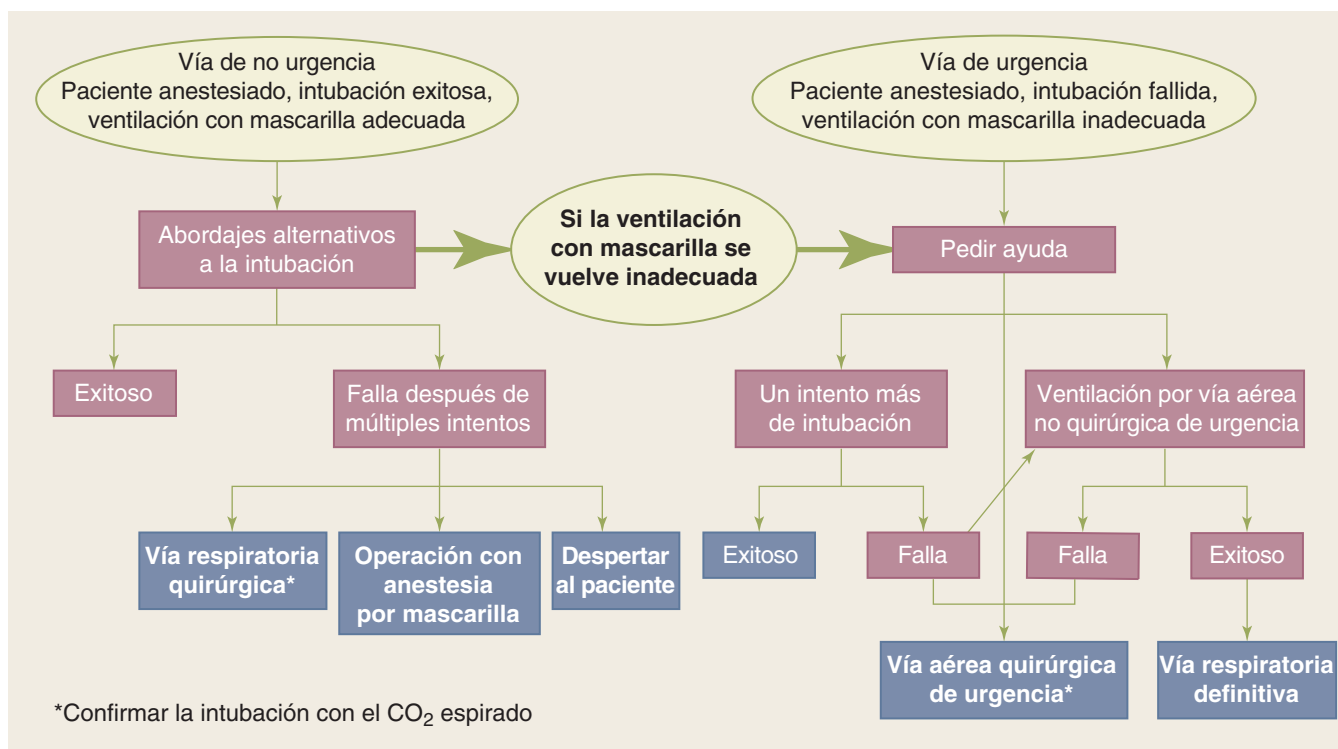 Vía de no urgencia
Paciente anestesiado, intubación exitosa,
ventilación con mascarilla adecuada
Vía de urgencia
Paciente anestesiado, intubación fallida,
ventilación con mascarilla inadecuada
Abordajes alternativos
a la intubación
Si la ventilación
con mascarilla se
vuelve inadecuada
Pedir ayuda
Exitoso
Falla después de
múltiples intentos
Un intento más
de intubación
Ventilación por vía aérea
no quirúrgica de urgencia
Vía respiratoria
quirúrgica*
Operación con
anestesia
por mascarilla
Despertar
al paciente
Exitoso
Falla
Falla
Exitoso
Vía aérea quirúrgica
de urgencia*
Vía respiratoria
definitiva
*Confirmar la intubación con el CO₂ espirado